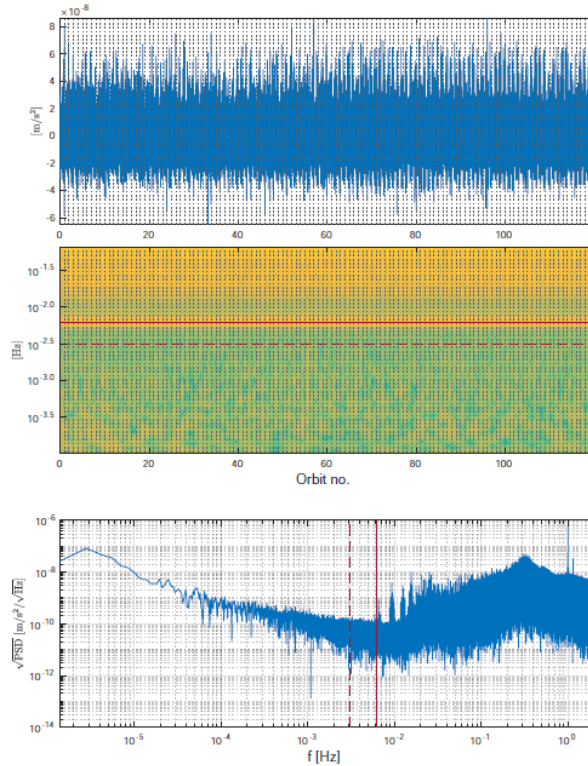 ×10⁻⁸
8
6
4
2
0
-2
-4
-6
[m/s²]
0 20 40 60 80 100
10⁻¹·⁵
10⁻²·⁰
10⁻²·⁵
10⁻³·⁰
10⁻³·⁵
[Hz]
0 20 40 60 80 100
Orbit no.
10⁻⁶
10⁻⁸
10⁻¹⁰
10⁻¹²
10⁻¹⁴
√PSD [m/s²/√Hz]
10⁻⁵ 10⁻⁴ 10⁻³ 10⁻² 10⁻¹ 10⁰
f [Hz]